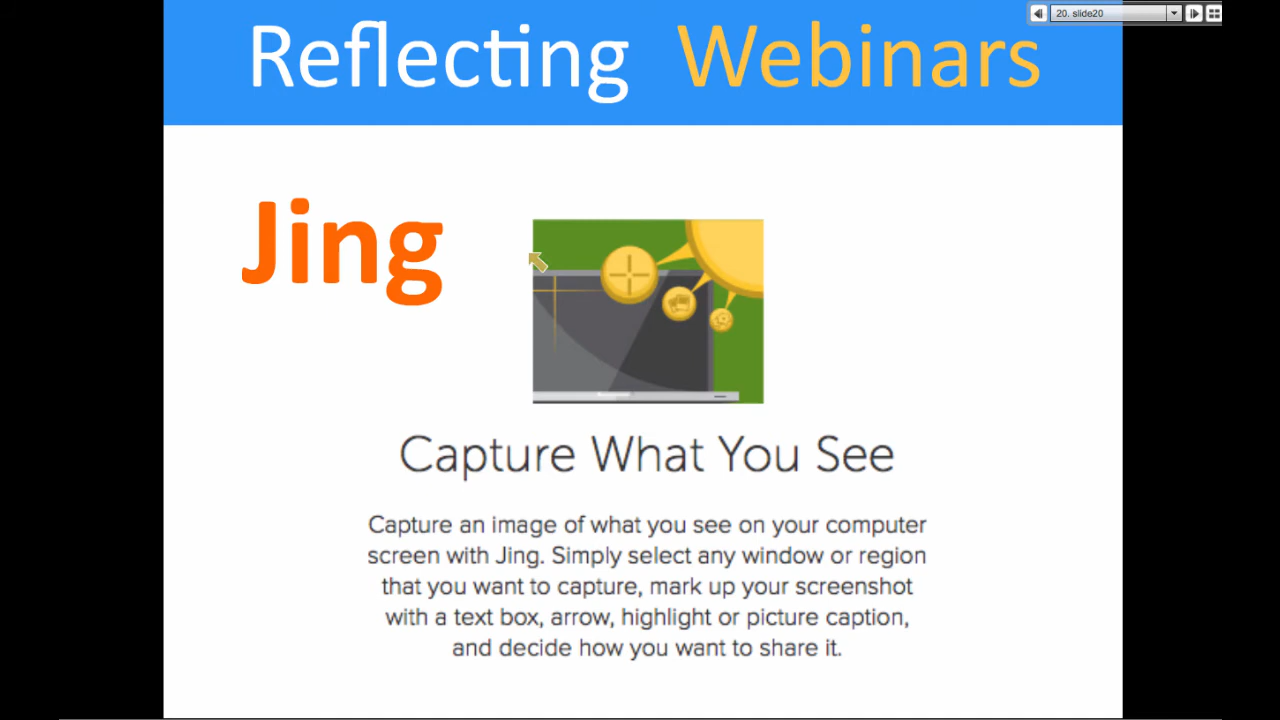 20. slide20
Reflecting Webinars
Jing
Capture What You See
Capture an image of what you see on your computer
screen with Jing. Simply select any window or region
that you want to capture, mark up your screenshot
with a text box, arrow, highlight or picture caption,
and decide how you want to share it.